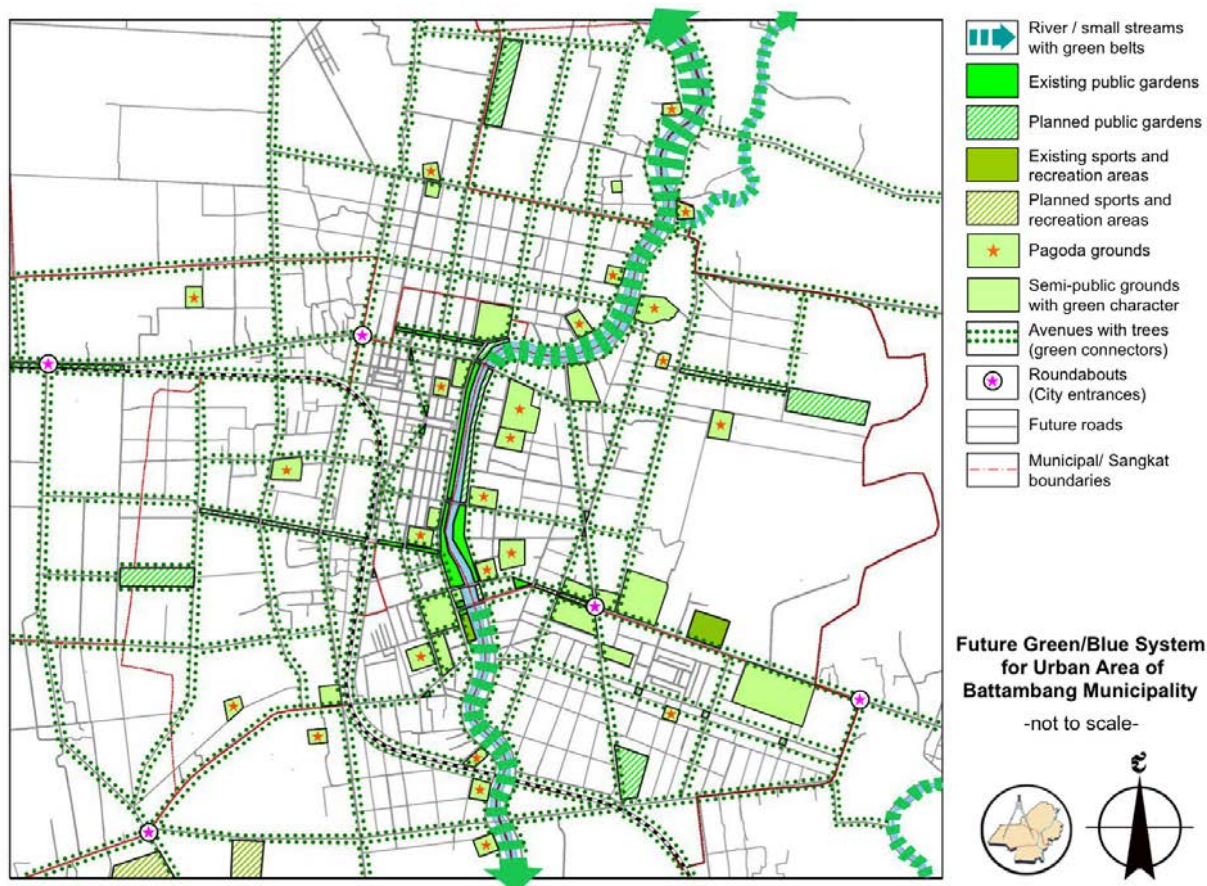 River / small streams
with green belts
Existing public gardens
Planned public gardens
Existing sports and
recreation areas
Planned sports and
recreation areas
Pagoda grounds
Semi-public grounds
with green character
Avenues with trees
(green connectors)
Roundabouts
(City entrances)
Future roads
Municipal/ Sangkat
boundaries
Future Green/Blue System
for Urban Area of
Battambang Municipality
-not to scale-